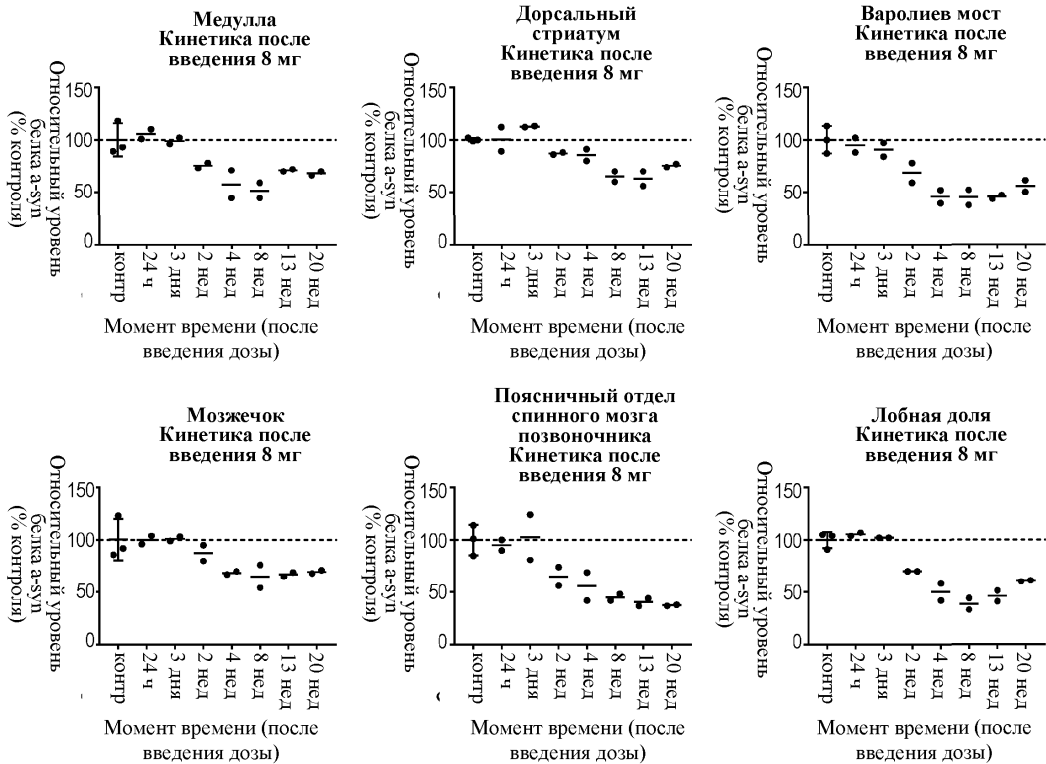 Медулла
Кинетика после
введения 8 мг
Относительный уровень
белка a-syn
(% контроля)
150
100
50
0
контр
24 ч
3 дня
2 нед
4 нед
8 нед
13 нед
20 нед
Момент времени (после
введения дозы)
Дорсальный
стриатум
Кинетика после
введения 8 мг
Относительный уровень
белка a-syn
(% контроля)
150
100
50
0
контр
24 ч
3 дня
2 нед
4 нед
8 нед
13 нед
20 нед
Момент времени (после
введения дозы)
Варолиев мост
Кинетика после
введения 8 мг
Относительный уровень
белка a-syn
(% контроля)
150
100
50
0
контр
24 ч
3 дня
2 нед
4 нед
8 нед
13 нед
20 нед
Момент времени (после
введения дозы)
Мозжечок
Кинетика после
введения 8 мг
Относительный уровень
белка a-syn
(% контроля)
150
100
50
0
контр
24 ч
3 дня
2 нед
4 нед
8 нед
13 нед
20 нед
Момент времени (после
введения дозы)
Поясничный отдел
спинного мозга
позвоночника
Кинетика после
введения 8 мг
Относительный уровень
белка a-syn
(% контроля)
150
100
50
0
контр
24 ч
3 дня
2 нед
4 нед
8 нед
13 нед
20 нед
Момент времени (после
введения дозы)
Лобная доля
Кинетика после
введения 8 мг
Относительный уровень
белка a-syn
(% контроля)
150
100
50
0
контр
24 ч
3 дня
2 нед
4 нед
8 нед
13 нед
20 нед
Момент времени (после
введения дозы)